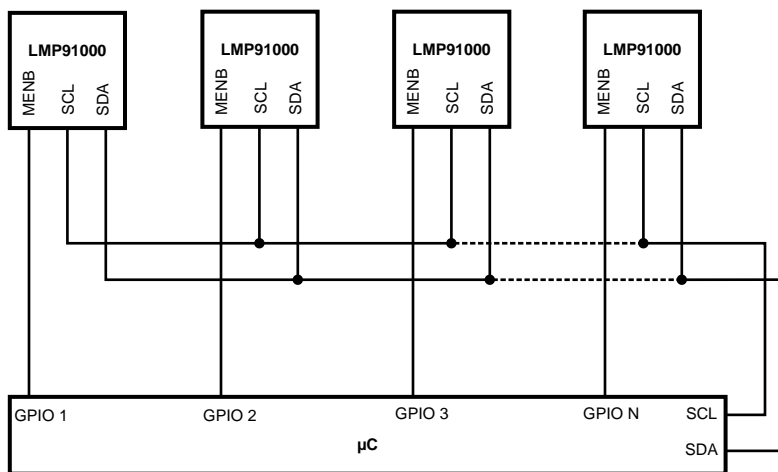 LMP91000
MENB
SCL
SDA
LMP91000
MENB
SCL
SDA
LMP91000
MENB
SCL
SDA
LMP91000
MENB
SCL
SDA
GPIO 1
GPIO 2
GPIO 3
GPIO N
SCL
µC
SDA